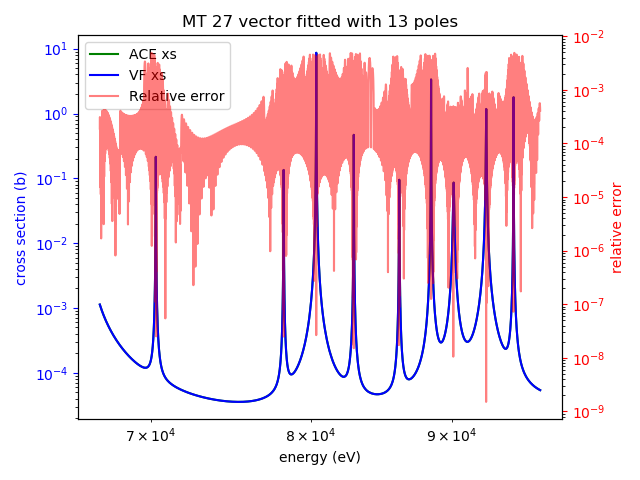 MT 27 vector fitted with 13 poles
ACE xs
VF xs
Relative error
cross section (b)
10¹
10⁰
10⁻¹
10⁻²
10⁻³
10⁻⁴
relative error
10⁻²
10⁻³
10⁻⁴
10⁻⁵
10⁻⁶
10⁻⁷
10⁻⁸
10⁻⁹
7 × 10⁴
8 × 10⁴
9 × 10⁴
energy (eV)